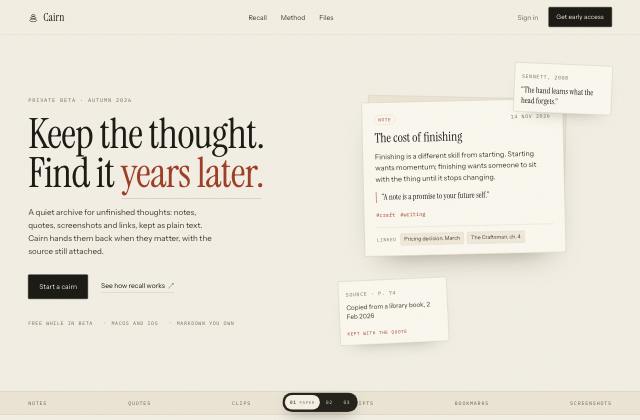 Cairn
Recall Method Files
Sign in
Get early access
PRIVATE BETA · AUTUMN 2026
Keep the thought.
Find it years later.
A quiet archive for unfinished thoughts: notes,
quotes, screenshots and links, kept as plain text.
Cairn hands them back when they matter, with the
source still attached.
Start a cairn
See how recall works ↗
FREE WHILE IN BETA · MACOS AND IOS · MARKDOWN YOU OWN
SENNETT, 2008
"The hand learns what the
head forgets."
NOTE
14 NOV 2026
The cost of finishing
Finishing is a different skill from starting. Starting
wants momentum; finishing wants someone to sit
with the thing until it stops changing.
"A note is a promise to your future self."
#craft #writing
LINKED
Pricing decision, March
The Craftsman, ch. 4
SOURCE · P. 74
Copied from a library book, 2
Feb 2026
KEPT WITH THE QUOTE
NOTES
QUOTES
CLIPS
01 PAPER
02
03
BOOKMARKS
SCREENSHOTS